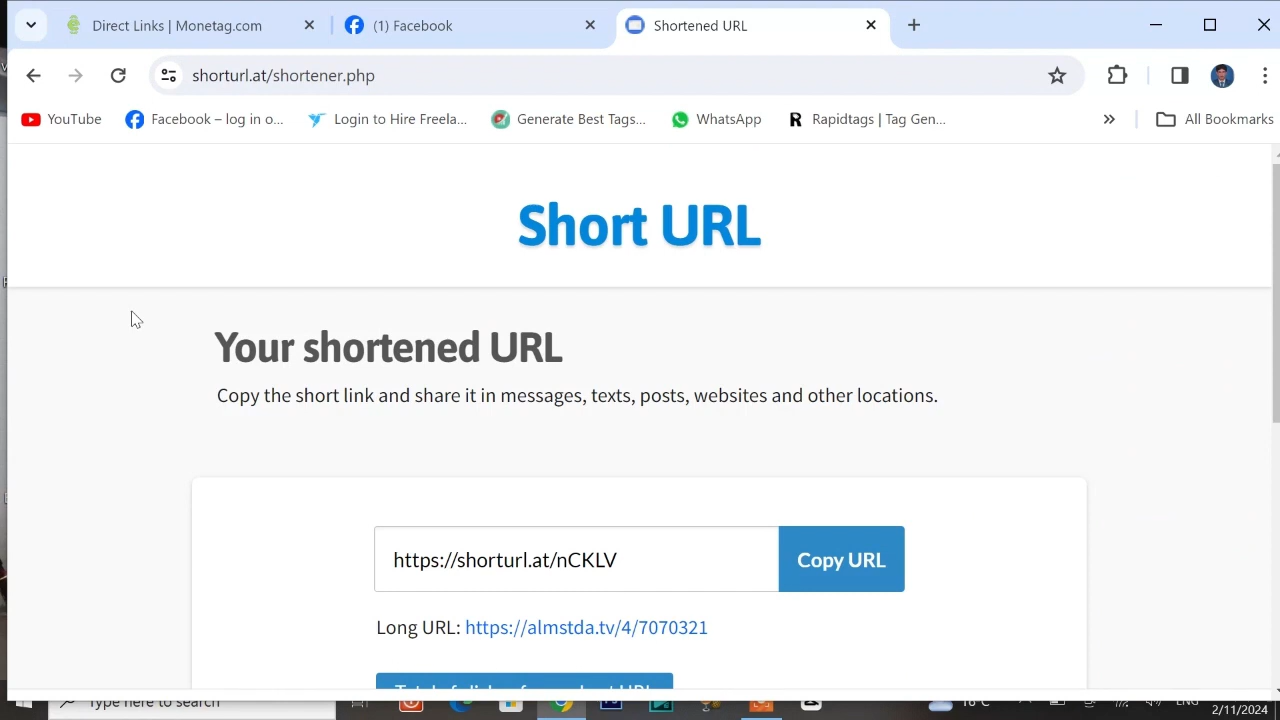 Direct Links | Monetag.com
(1) Facebook
Shortened URL
shorturl.at/shortener.php
YouTube
Facebook – log in o...
Login to Hire Freela...
Generate Best Tags...
WhatsApp
Rapidtags | Tag Gen...
All Bookmarks
Short URL
Your shortened URL
Copy the short link and share it in messages, texts, posts, websites and other locations.
https://shorturl.at/nCKLV
Copy URL
Long URL: https://almstda.tv/4/7070321
Type here to search
16°C
ENG
2/11/2024